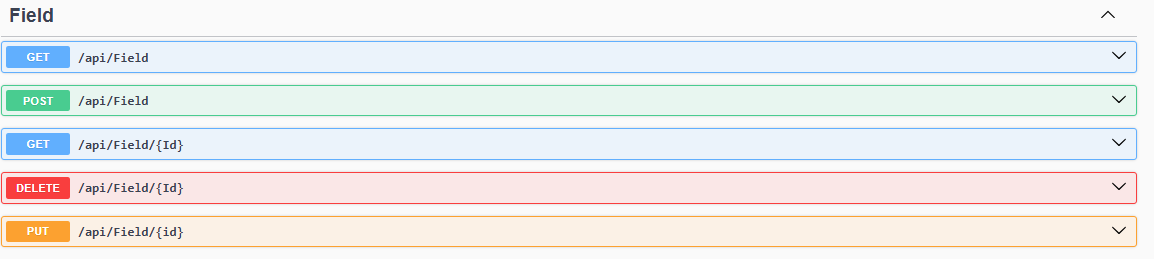 Field
GET /api/Field
POST /api/Field
GET /api/Field/{Id}
DELETE /api/Field/{Id}
PUT /api/Field/{id}